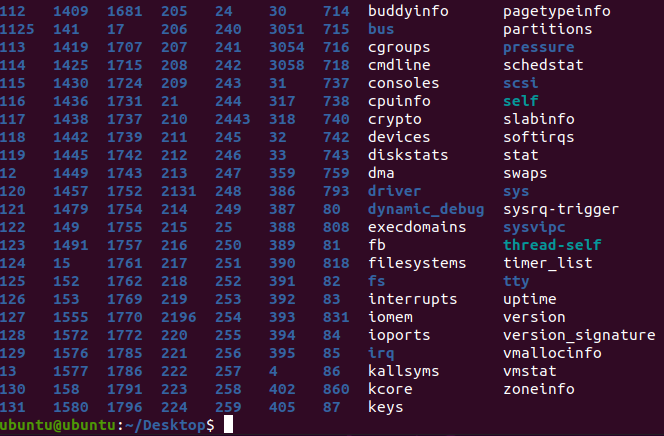 112 1409 1681 205 24 30 714 buddyinfo pagetypeinfo
1125 141 17 206 240 3051 715 bus partitions
113 1419 1707 207 241 3054 716 cgroups pressure
114 1425 1715 208 242 3058 718 cmdline schedstat
115 1430 1724 209 243 31 737 consoles scsi
116 1436 1731 21 244 317 738 cpuinfo self
117 1438 1737 210 2443 318 740 crypto slabinfo
118 1442 1739 211 245 32 742 devices softirqs
119 1445 1742 212 246 33 743 diskstats stat
12 1449 1743 213 247 359 759 dma swaps
120 1457 1752 2131 248 386 793 driver sys
121 1479 1754 214 249 387 80 dynamic_debug sysrq-trigger
122 149 1755 215 25 388 808 execdomains sysvipc
123 1491 1757 216 250 389 81 fb thread-self
124 15 1761 217 251 390 818 filesystems timer_list
125 152 1762 218 252 391 82 fs tty
126 153 1769 219 253 392 83 interrupts uptime
127 1555 1770 2196 254 393 831 iomem version
128 1572 1772 220 255 394 84 ioports version_signature
129 1576 1785 221 256 395 85 irq vmallocinfo
13 1577 1786 222 257 4 86 kallsyms vmstat
130 158 1791 223 258 402 860 kcore zoneinfo
131 1580 1796 224 259 405 87 keys
ubuntu@ubuntu:~/Desktop$